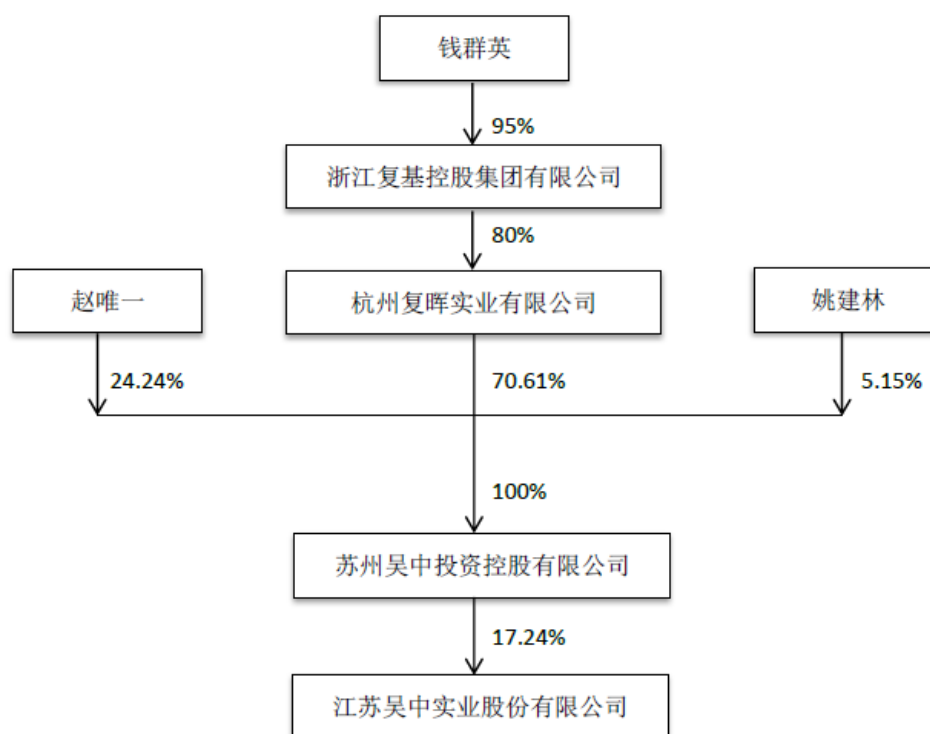 钱群英
95%
浙江复基控股集团有限公司
80%
赵唯一
杭州复晖实业有限公司
姚建林
24.24%
70.61%
5.15%
100%
苏州吴中投资控股有限公司
17.24%
江苏吴中实业股份有限公司